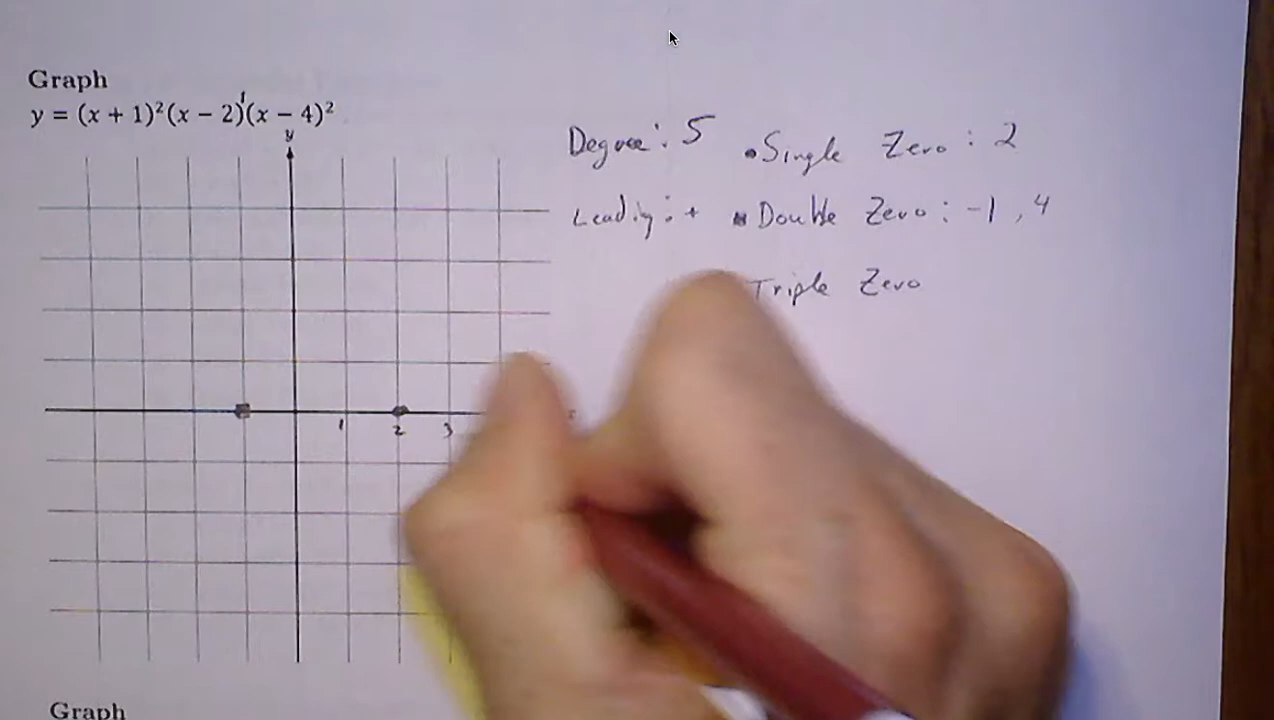 Graph
y = (x + 1)²(x − 2)¹(x − 4)²
y
Degree: 5
• Single Zero : 2
Leading: +
▪ Double Zero : -1 , 4
Triple Zero
1 2 3
Graph